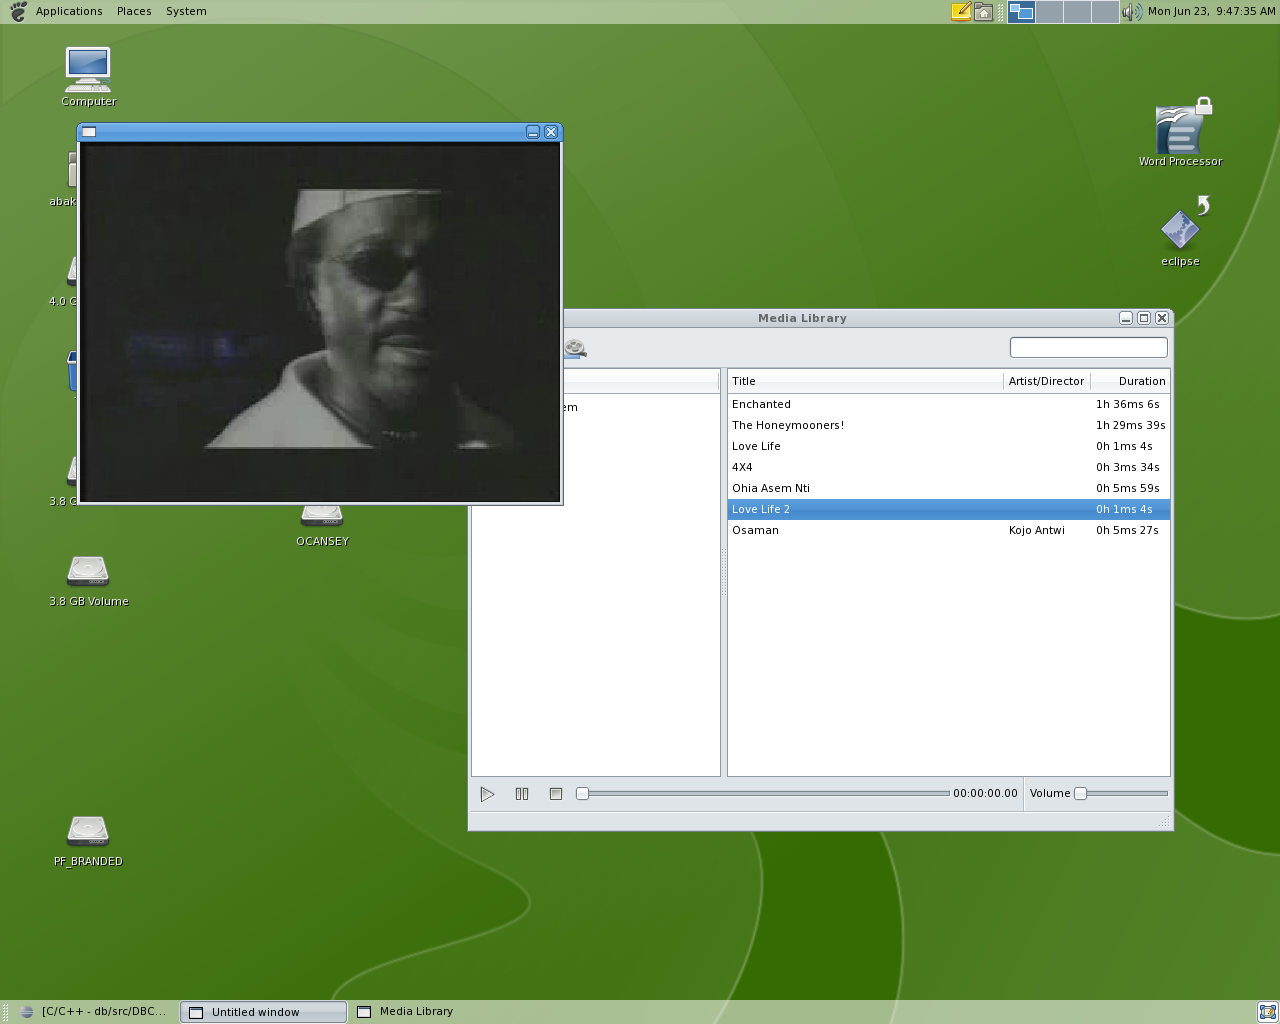 Applications Places System Mon Jun 23, 9:47:35 AM
Computer
Word Processor
abak
eclipse
4.0 G
Media Library
Title Artist/Director Duration
em
Enchanted 1h 36ms 6s
The Honeymooners! 1h 29ms 39s
Love Life 0h 1ms 4s
4X4 0h 3ms 34s
Ohia Asem Nti 0h 5ms 59s
3.8 G
Love Life 2 0h 1ms 4s
Osaman Kojo Antwi 0h 5ms 27s
OCANSEY
3.8 GB Volume
00:00:00.00 Volume
PF_BRANDED
[C/C++ - db/src/DBC... Untitled window Media Library